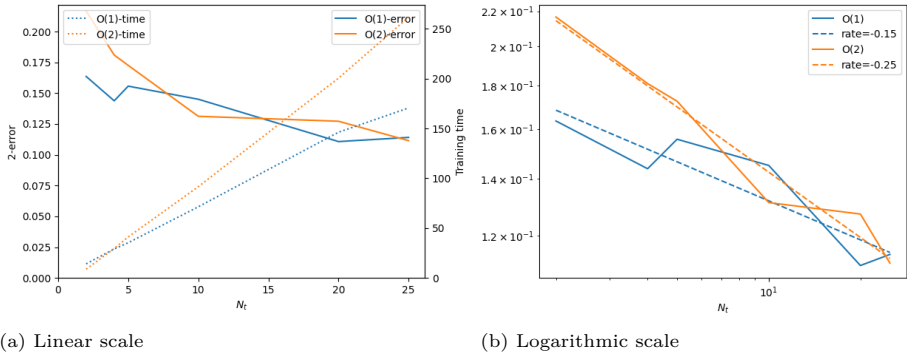 O(1)-time
O(2)-time
O(1)-error
O(2)-error
0.200
0.175
0.150
0.125
0.100
0.075
0.050
0.025
0.000
2-error
0 5 10 15 20 25
N_t
250
200
150
100
50
0
Training time
(a) Linear scale
O(1)
rate=-0.15
O(2)
rate=-0.25
2.2 × 10⁻¹
2 × 10⁻¹
1.8 × 10⁻¹
1.6 × 10⁻¹
1.4 × 10⁻¹
1.2 × 10⁻¹
10¹
N_t
(b) Logarithmic scale